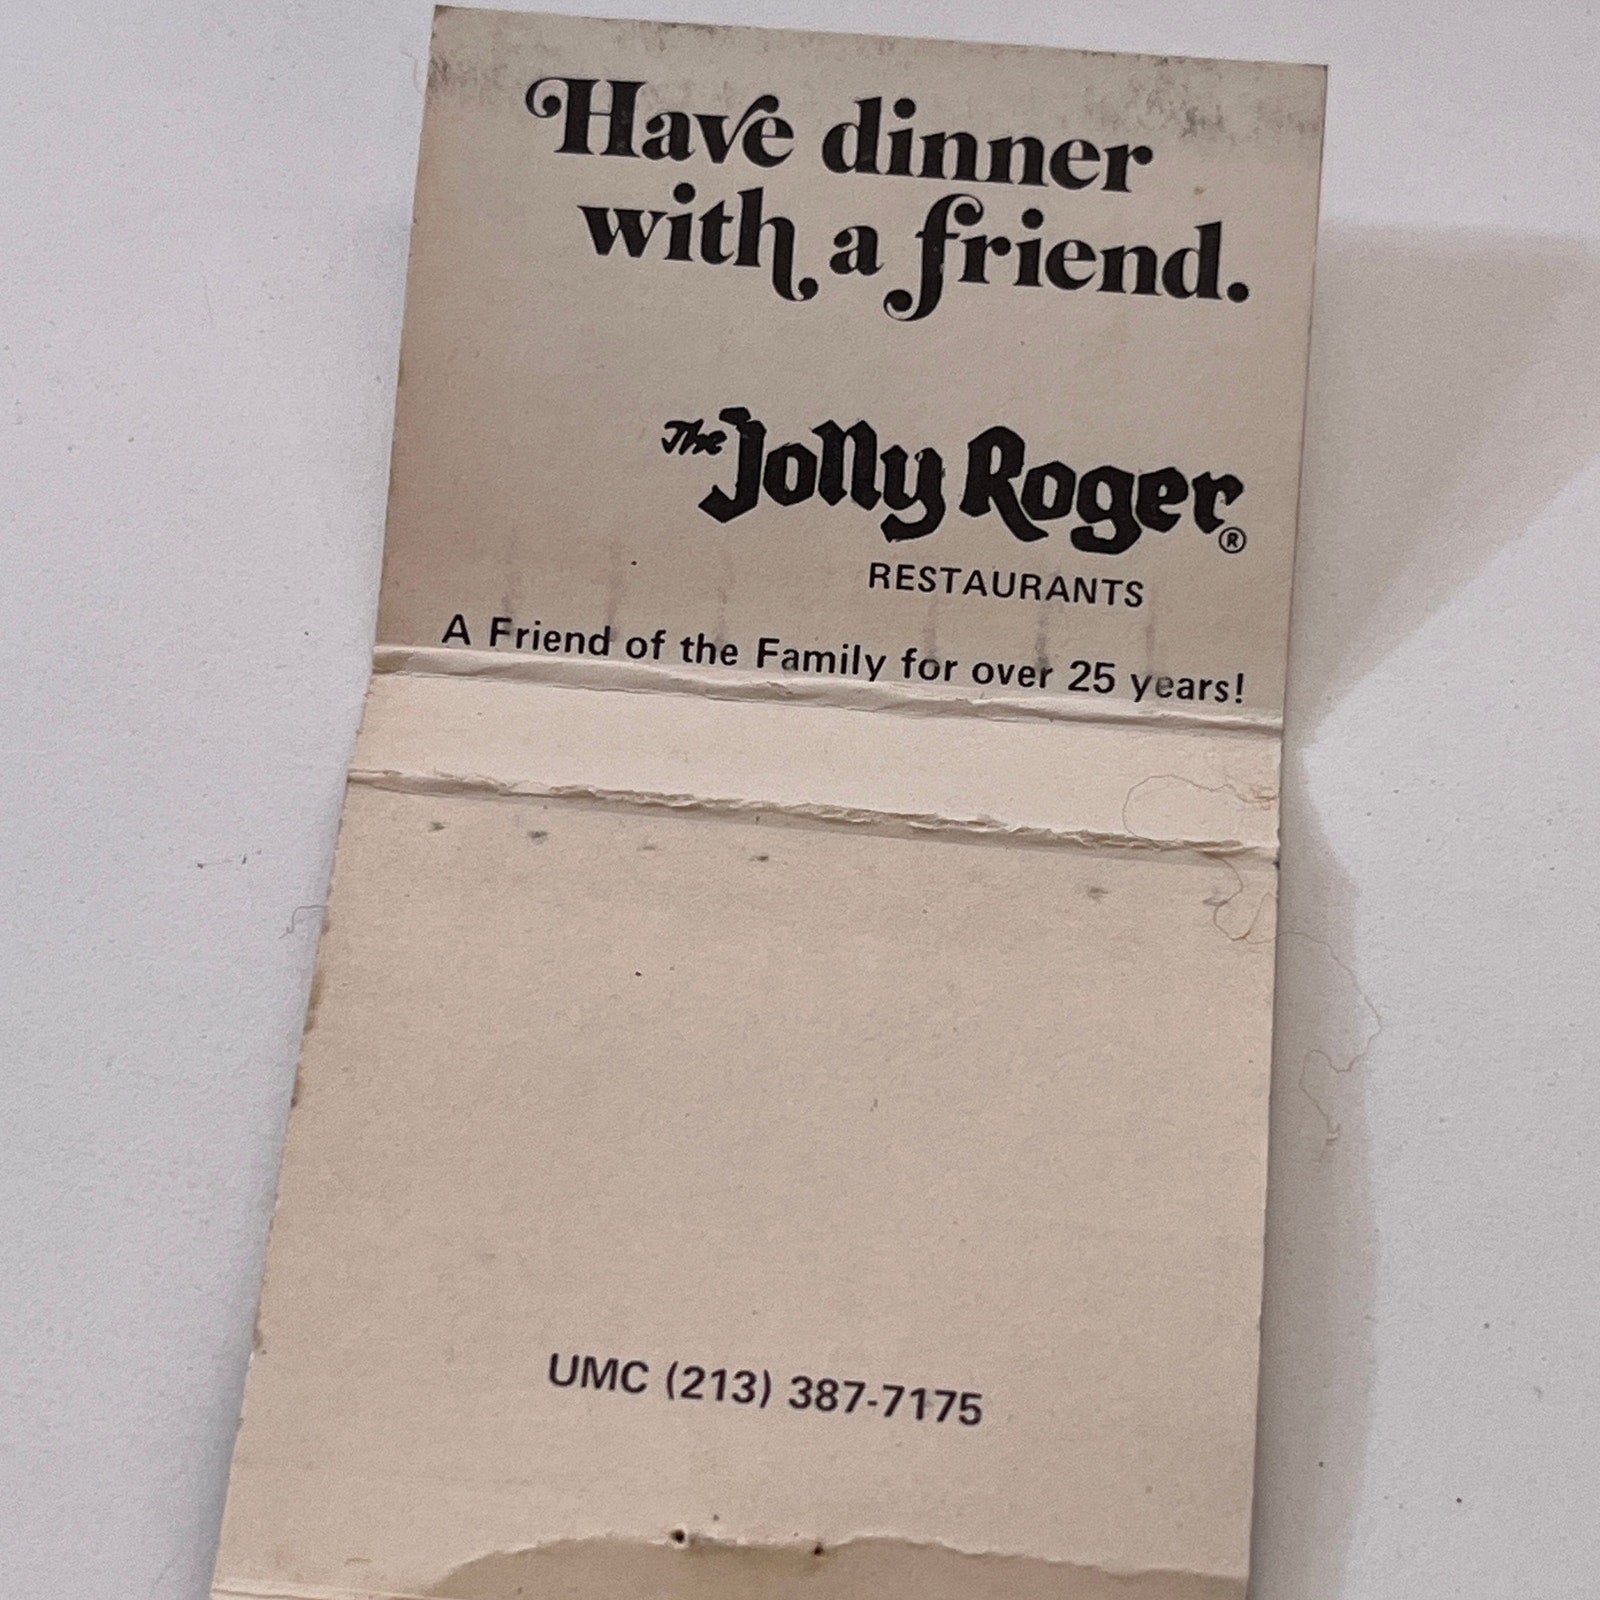 Have dinner
with a friend.
The Jolly Roger®
RESTAURANTS
A Friend of the Family for over 25 years!
UMC (213) 387-7175